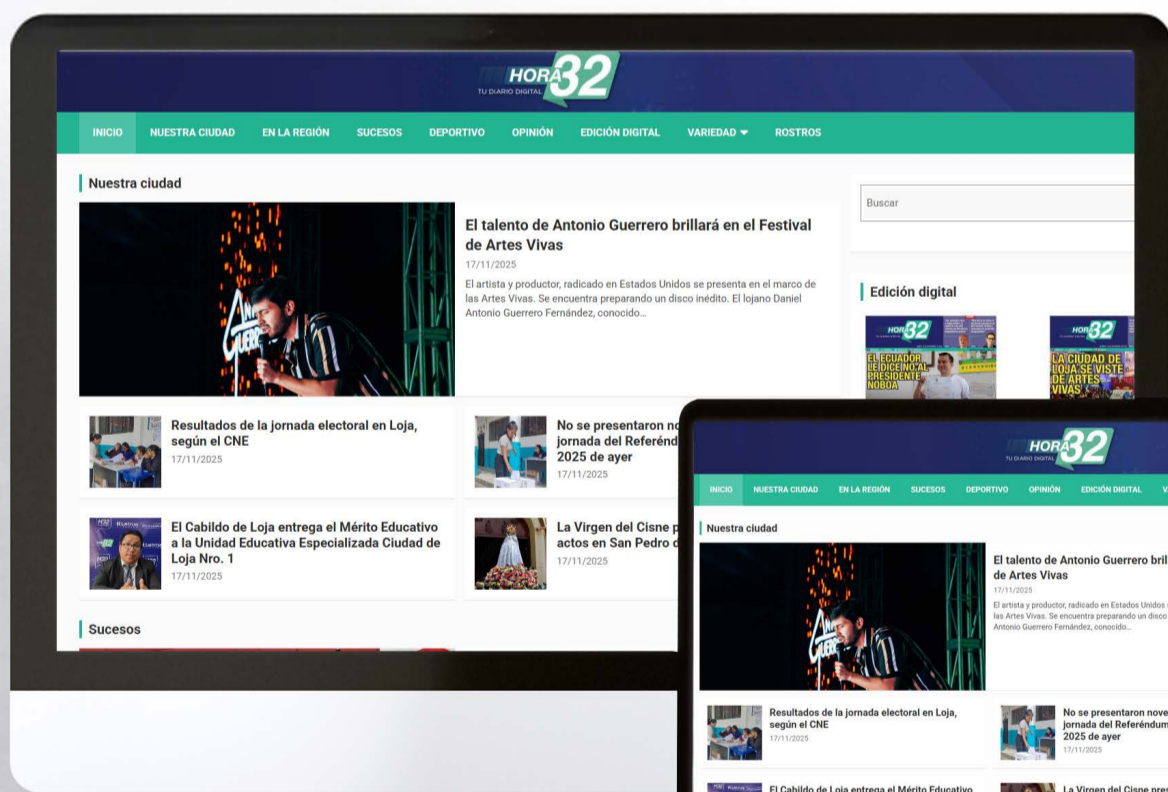 HORA 32
TU DIARIO DIGITAL
INICIO NUESTRA CIUDAD EN LA REGIÓN SUCESOS DEPORTIVO OPINIÓN EDICIÓN DIGITAL VARIEDAD ROSTROS
Nuestra ciudad
El talento de Antonio Guerrero brillará en el Festival
de Artes Vivas
17/11/2025
El artista y productor, radicado en Estados Unidos se presenta en el marco de
las Artes Vivas. Se encuentra preparando un disco inédito. El lojano Daniel
Antonio Guerrero Fernández, conocido...
Buscar
Edición digital
HORA 32
EL ECUADOR
LE DICE NO AL
PRESIDENTE
NOBOA
HORA 32
LA CIUDAD DE
LOJA SE VISTE
DE ARTES
VIVAS
Resultados de la jornada electoral en Loja,
según el CNE
17/11/2025
No se presentaron
jornada del
2025 de ayer
17/11/2025
El Cabildo de Loja entrega el Mérito Educativo
a la Unidad Educativa Especializada Ciudad de
Loja Nro. 1
17/11/2025
La Virgen del Cisne
actos en San Pedro
17/11/2025
Sucesos
HORA 32
TU DIARIO DIGITAL
INICIO NUESTRA CIUDAD EN LA REGIÓN SUCESOS DEPORTIVO OPINIÓN EDICIÓN DIGITAL
Nuestra ciudad
El talento de Antonio Guerrero
de Artes Vivas
17/11/2025
El artista y productor, radicado en Estados Unidos
las Artes Vivas. Se encuentra preparando un disco
Antonio Guerrero Fernández, conocido...
Resultados de la jornada electoral en Loja,
según el CNE
17/11/2025
No se presentaron
jornada del Referéndum
2025 de ayer
17/11/2025
El Cabildo de Loja entrega el Mérito Educativo
La Virgen del Cisne